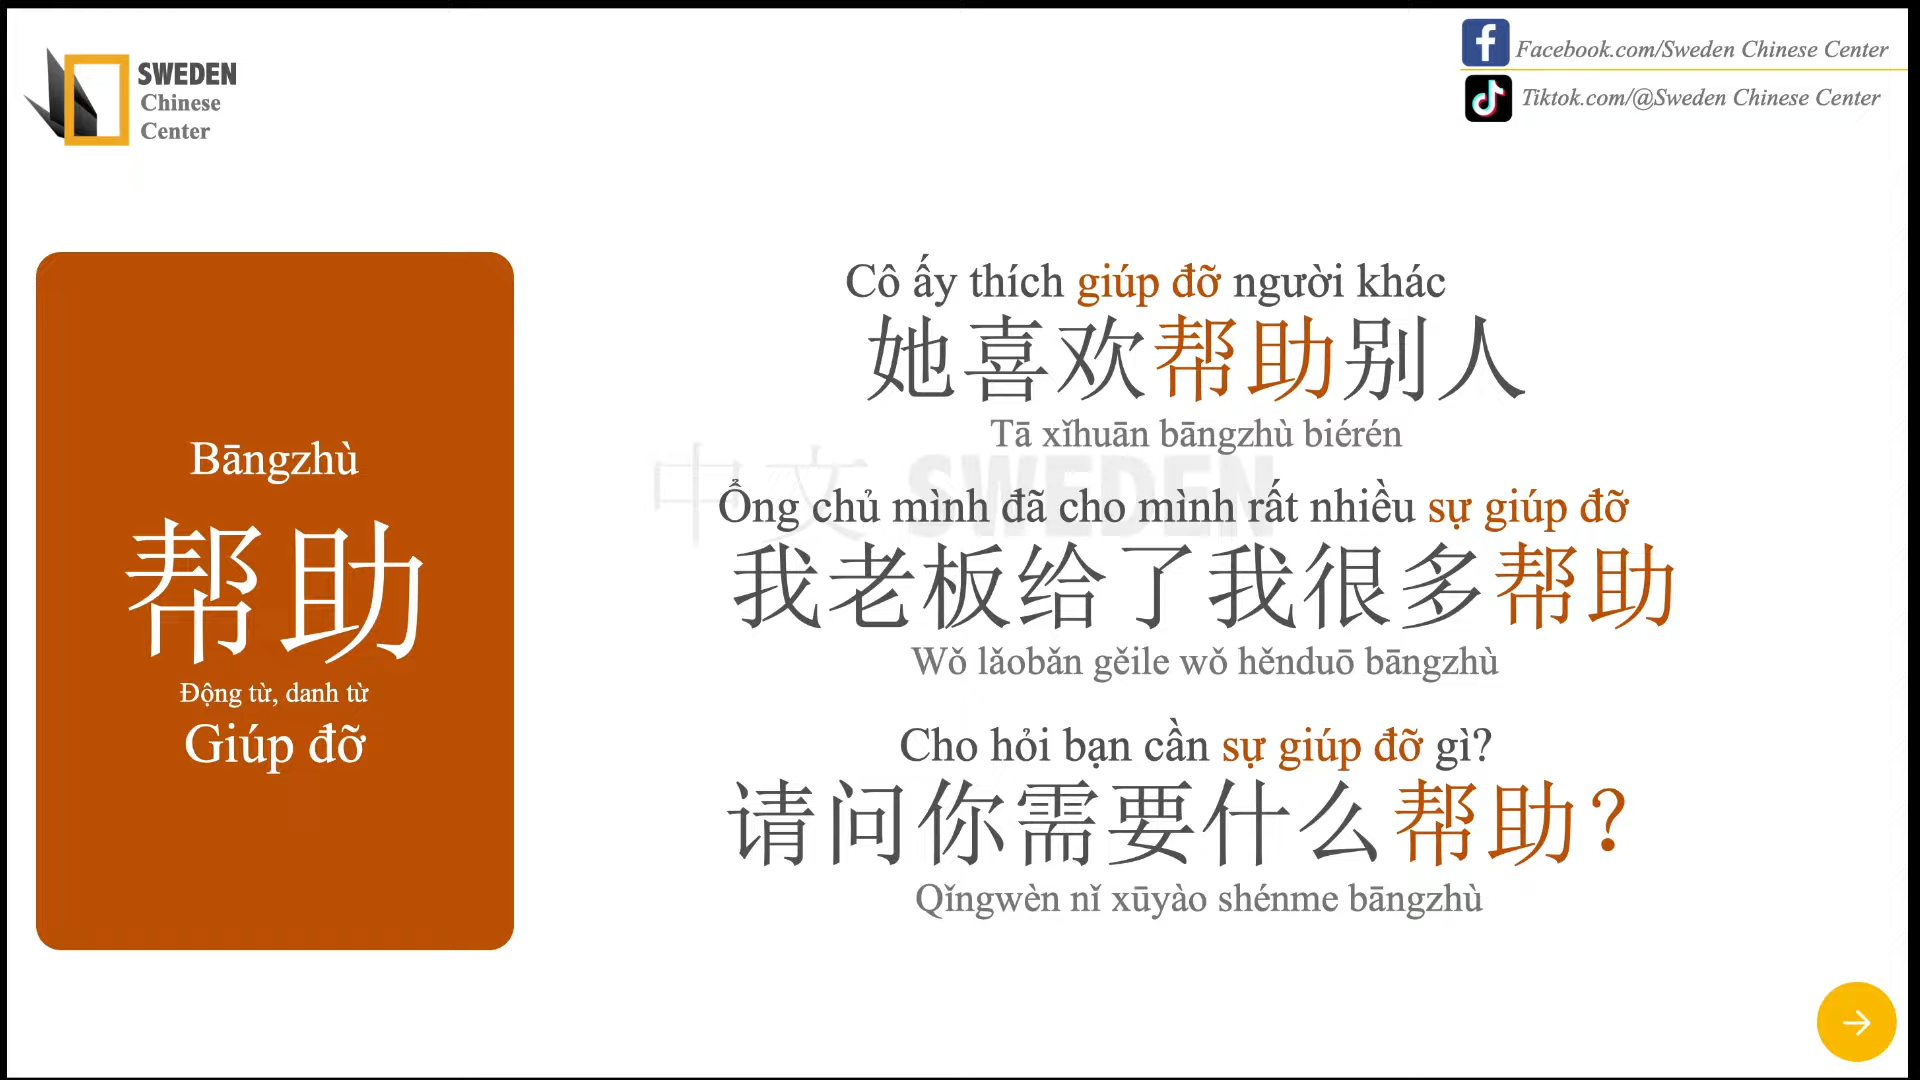 SWEDEN
Chinese
Center
Facebook.com/Sweden Chinese Center
Tiktok.com/@Sweden Chinese Center
Bāngzhù
帮助
Động từ, danh từ
Giúp đỡ
Cô ấy thích giúp đỡ người khác
她喜欢帮助别人
Tā xǐhuān bāngzhù biérén
中文 SWEDEN
Ổng chủ mình đã cho mình rất nhiều sự giúp đỡ
我老板给了我很多帮助
Wǒ lǎobǎn gěile wǒ hěnduō bāngzhù
Cho hỏi bạn cần sự giúp đỡ gì?
请问你需要什么帮助?
Qǐngwèn nǐ xūyào shénme bāngzhù